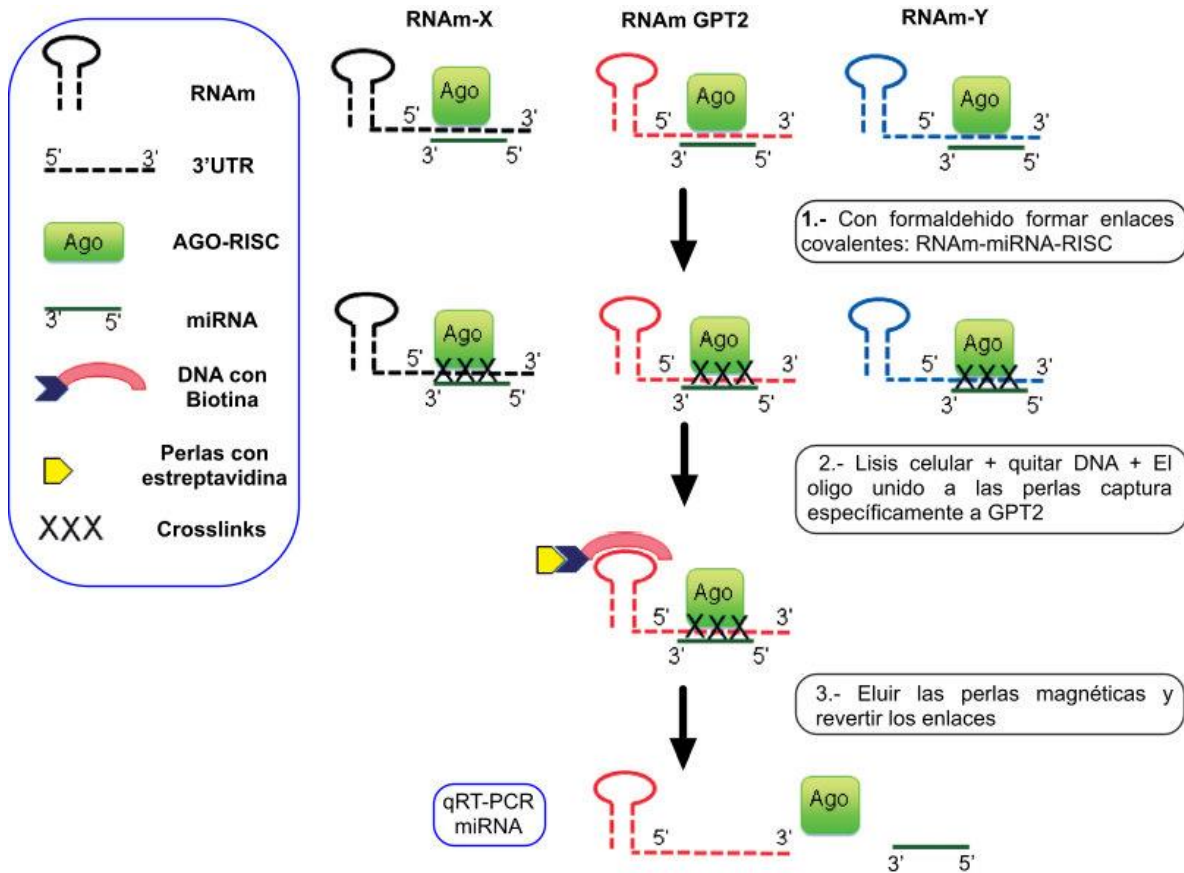 RNAm
5' 3'
3'UTR
Ago
AGO-RISC
3' 5'
miRNA
DNA con
Biotina
Perlas con
estreptavidina
XXX
Crosslinks
RNAm-X
RNAm GPT2
RNAm-Y
Ago
5' 3'
3' 5'
Ago
5' 3'
3' 5'
Ago
5' 3'
3' 5'
1.- Con formaldehido formar enlaces
covalentes: RNAm-miRNA-RISC
Ago
5' XXX 3'
3' 5'
Ago
5' XXX 3'
3' 5'
Ago
5' XXX 3'
3' 5'
2.- Lisis celular + quitar DNA + El
oligo unido a las perlas captura
específicamente a GPT2
Ago
5' XXX 3'
3' 5'
3.- Eluir las perlas magnéticas y
revertir los enlaces
qRT-PCR
miRNA
5' 3'
Ago
3' 5'